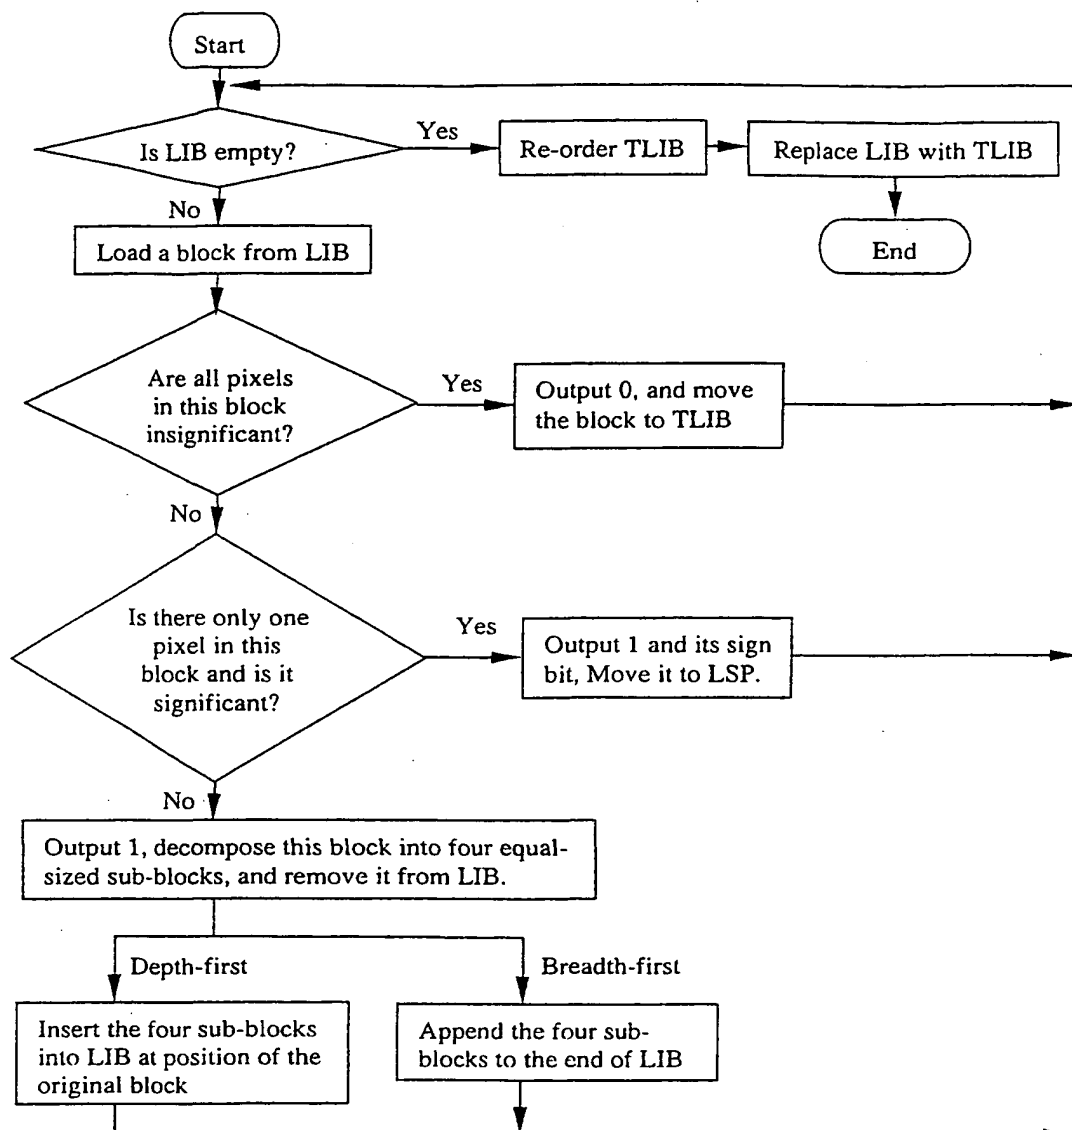 Start
Is LIB empty?
Yes
Re-order TLIB
Replace LIB with TLIB
No
Load a block from LIB
End
Are all pixels
in this block
insignificant?
Yes
Output 0, and move
the block to TLIB
No
Is there only one
pixel in this
block and is it
significant?
Yes
Output 1 and its sign
bit, Move it to LSP.
No
Output 1, decompose this block into four equal-
sized sub-blocks, and remove it from LIB.
Depth-first
Breadth-first
Insert the four sub-blocks
into LIB at position of the
original block
Append the four sub-
blocks to the end of LIB